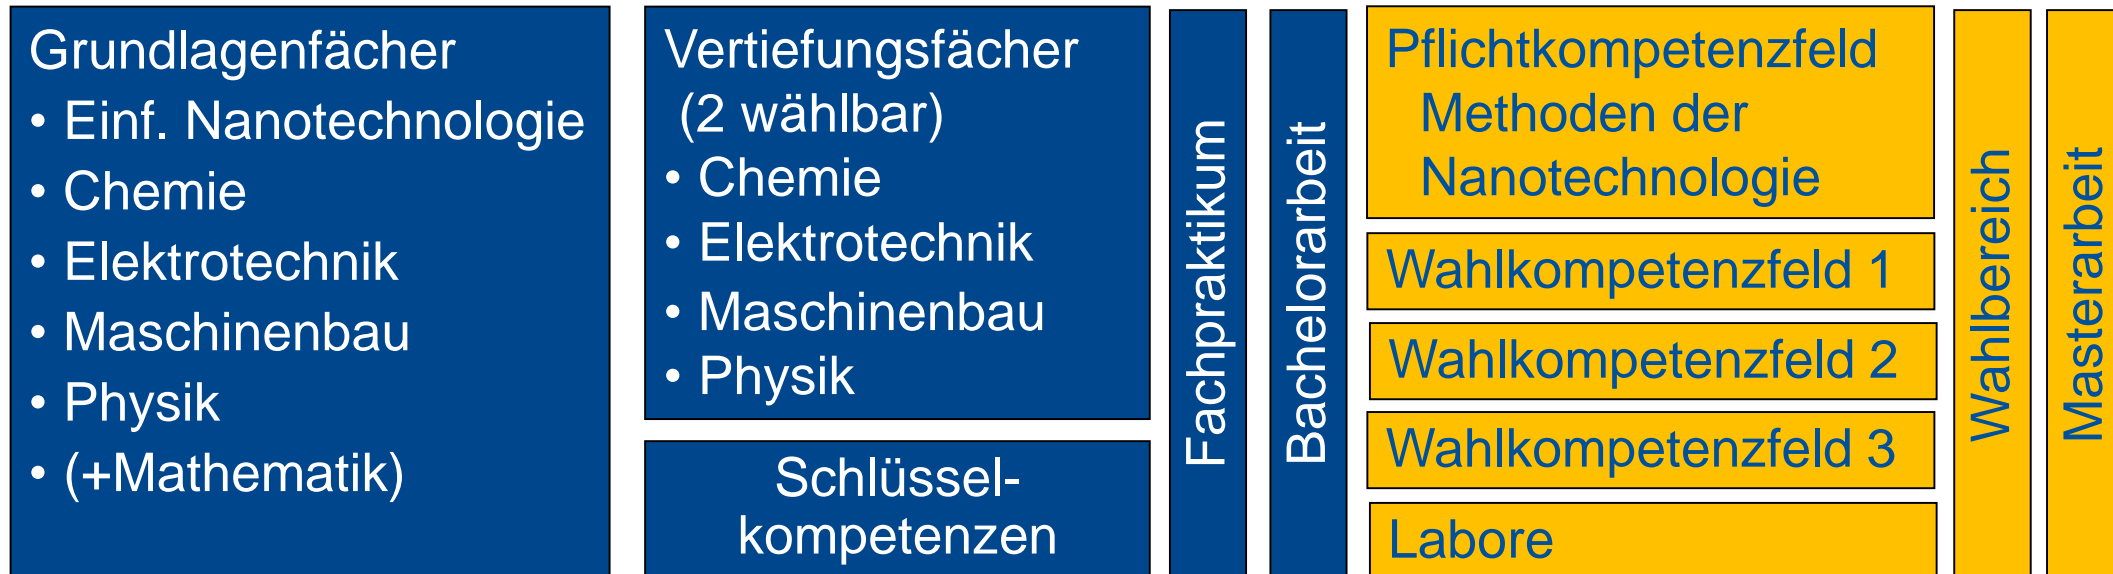 Grundlagenfächer
• Einf. Nanotechnologie
• Chemie
• Elektrotechnik
• Maschinenbau
• Physik
• (+Mathematik)
Vertiefungsfächer
(2 wählbar)
• Chemie
• Elektrotechnik
• Maschinenbau
• Physik
Schlüssel-
kompetenzen
Fachpraktikum
Bachelorarbeit
Pflichtkompetenzfeld
Methoden der
Nanotechnologie
Wahlkompetenzfeld 1
Wahlkompetenzfeld 2
Wahlkompetenzfeld 3
Labore
Wahlbereich
Masterarbeit